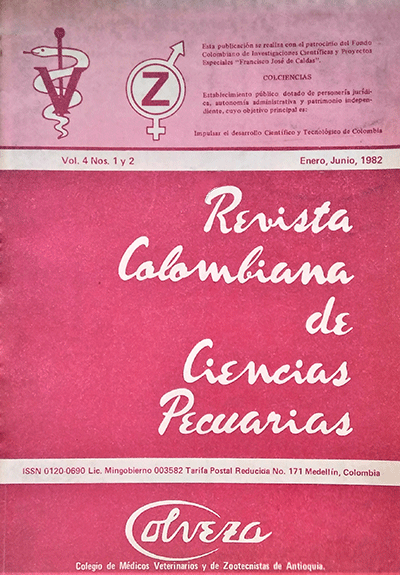 V
Z
Esta publicación se realiza con el patrocirio del Fundo
Colombiano de Investigaciones Científicas y Proyectos
Especiales "Francisco José de Caldas".
COLCIENCIAS
Establecimiento público dotado de personería jurídi-
ca, autonomía administrativa y patrimonio indepen-
diente, cuyo objetivo principal es:
Impulsar el desarrollo Científico y Tecnológico de Colombia
Vol. 4 Nos. 1 y 2
Enero, Junio, 1982
Revista
Colombiana
de
Ciencias
Pecuarias
ISSN 0120-0690 Lic. Mingobierno 003582 Tarifa Postal Reducida No. 171 Medellín, Colombia
Colveza
Colegio de Médicos Veterinarios y de Zootecnistas de Antioquia.